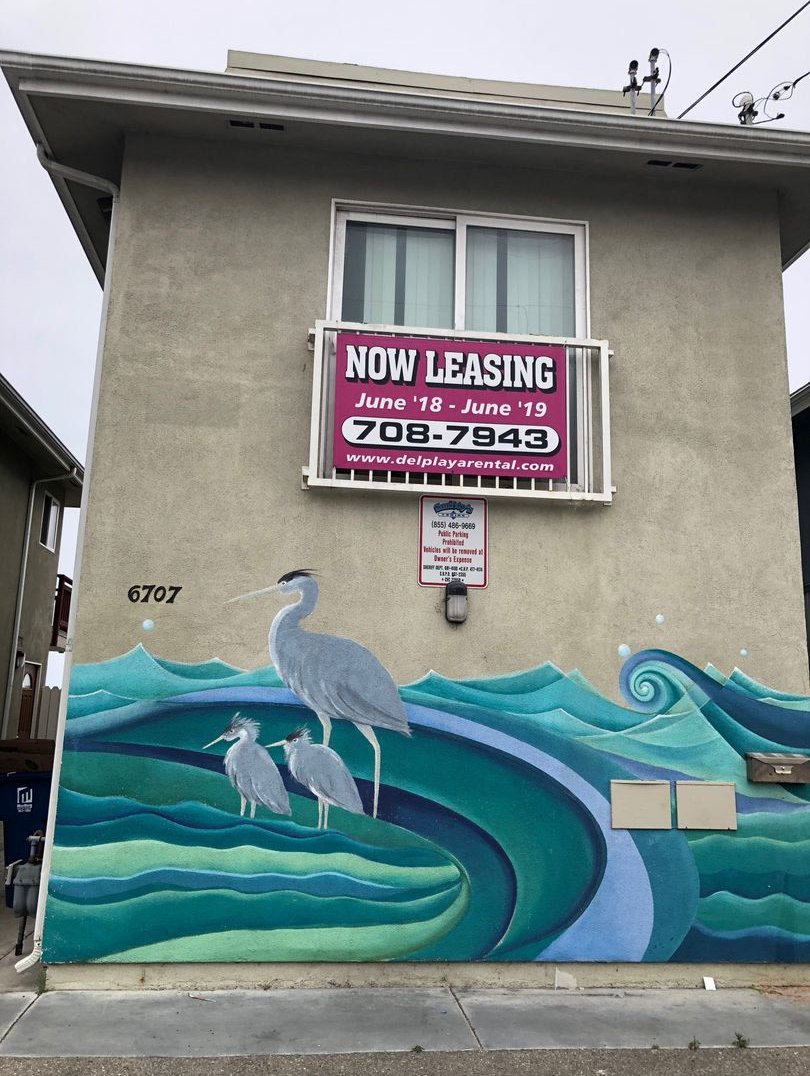 NOW LEASING
June '18 - June '19
708-7943
www.delplayarental.com
(855) 486-9669
Public Parking
Prohibited
Vehicles will be removed at
Owner's Expense
6707